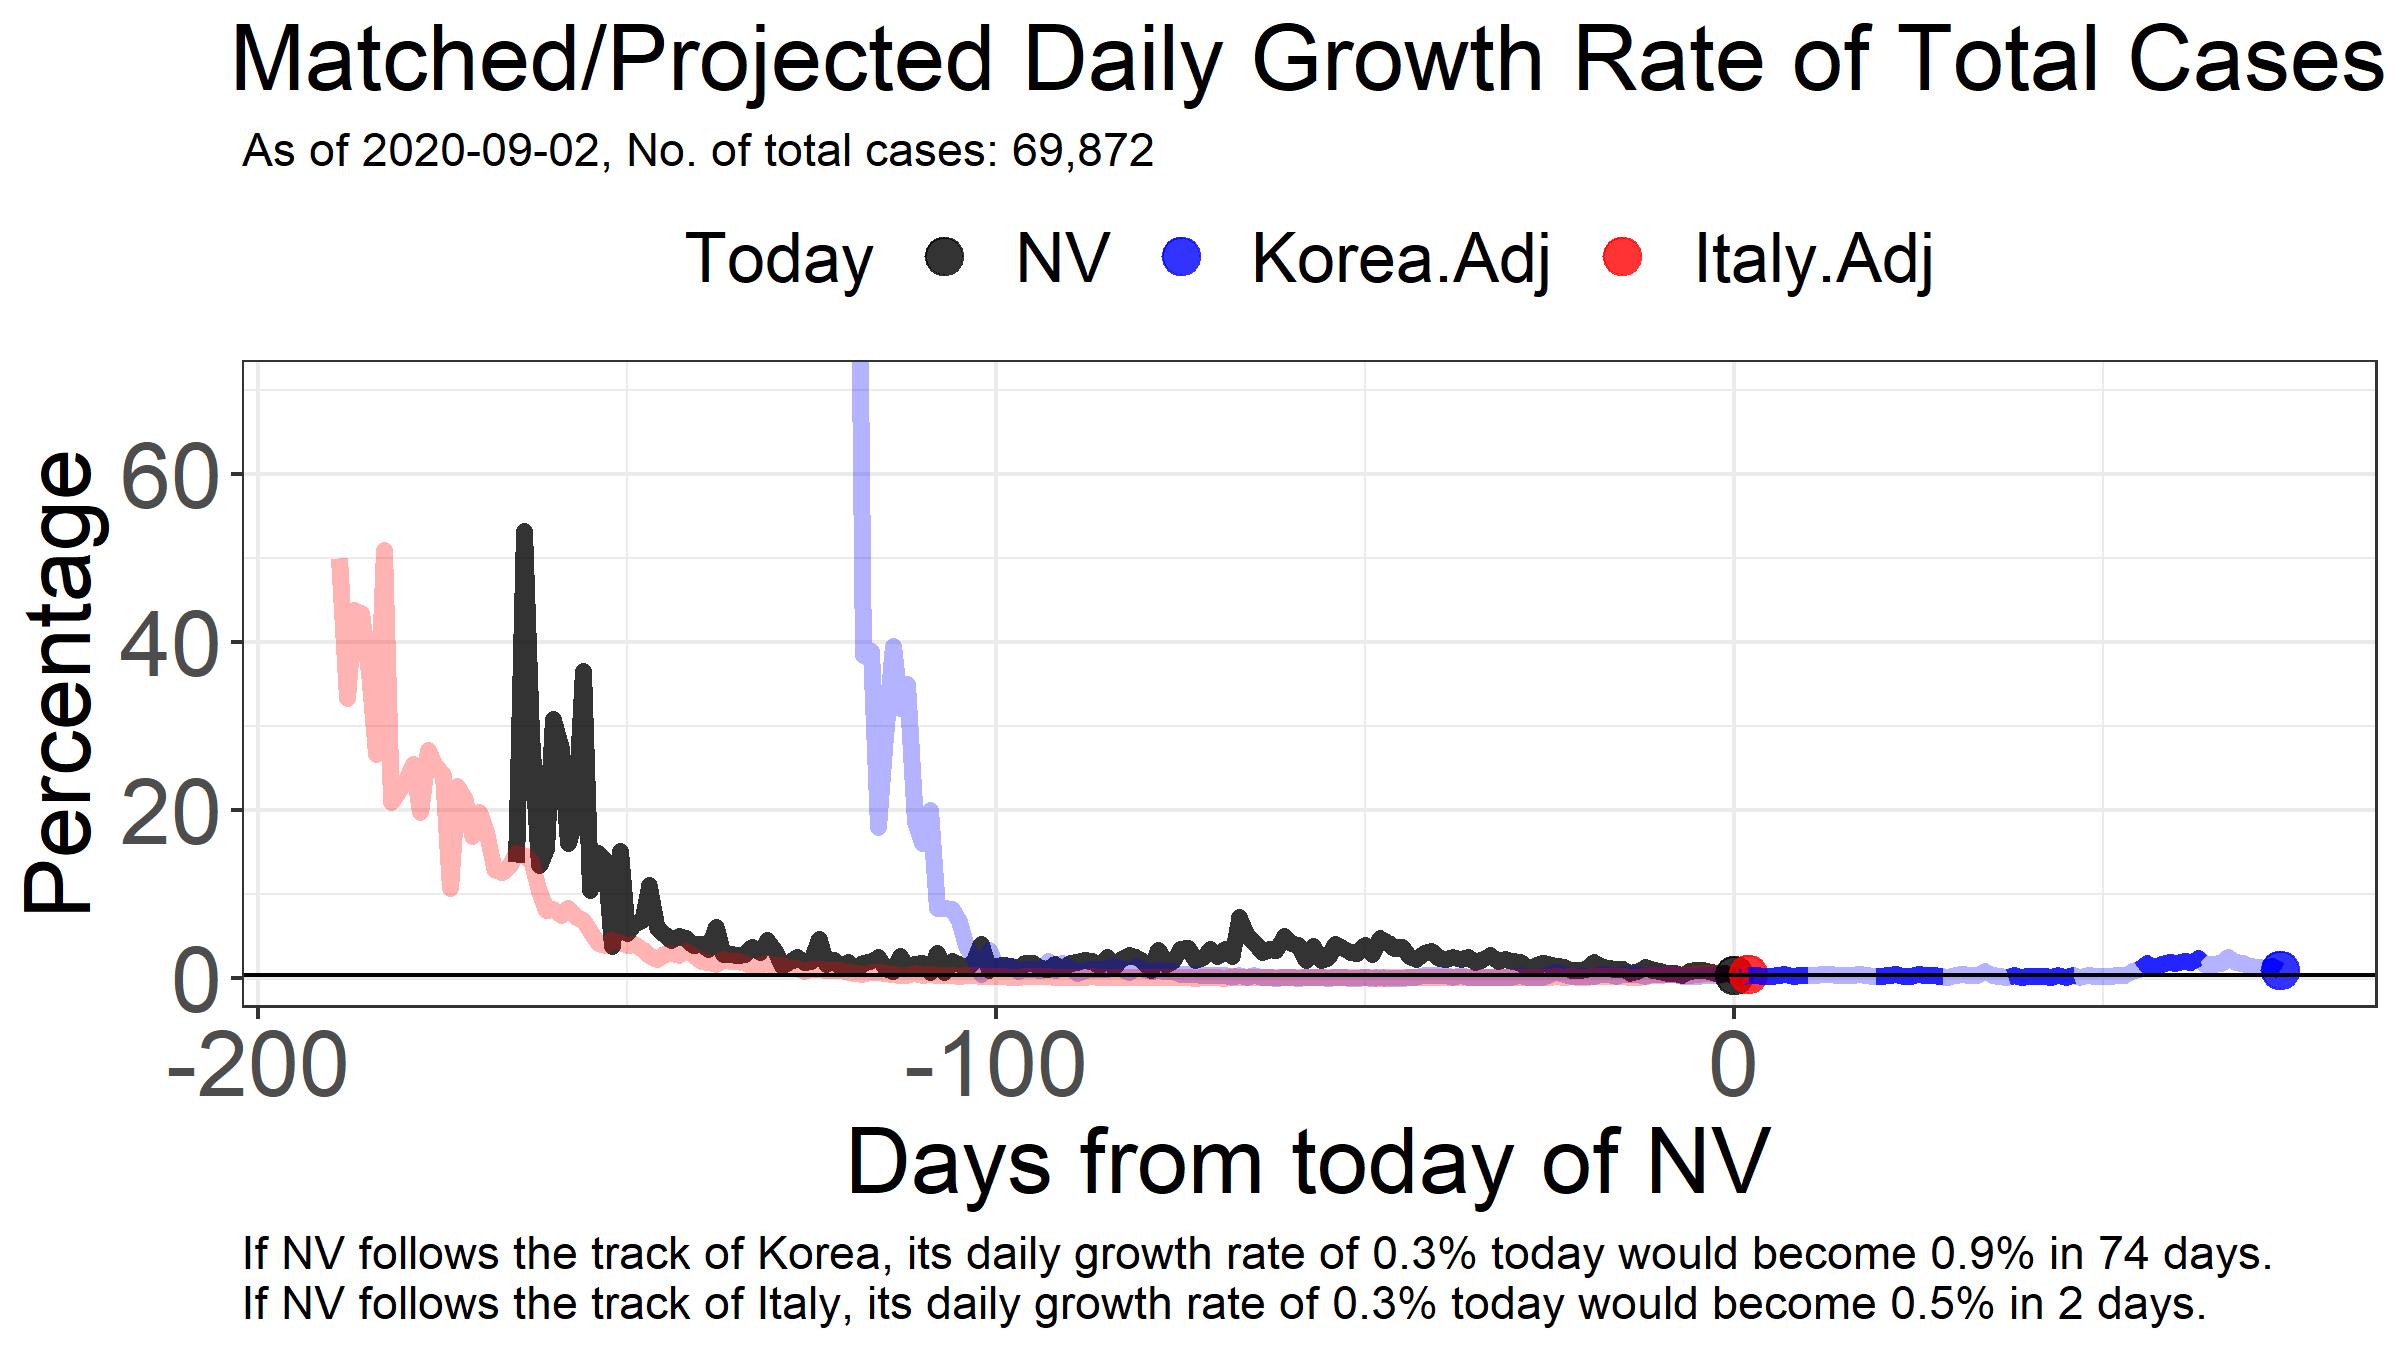 Matched/Projected Daily Growth Rate of Total Cases
As of 2020-09-02, No. of total cases: 69,872
Today NV Korea.Adj Italy.Adj
Percentage
60
40
20
0
-200 -100 0
Days from today of NV
If NV follows the track of Korea, its daily growth rate of 0.3% today would become 0.9% in 74 days.
If NV follows the track of Italy, its daily growth rate of 0.3% today would become 0.5% in 2 days.